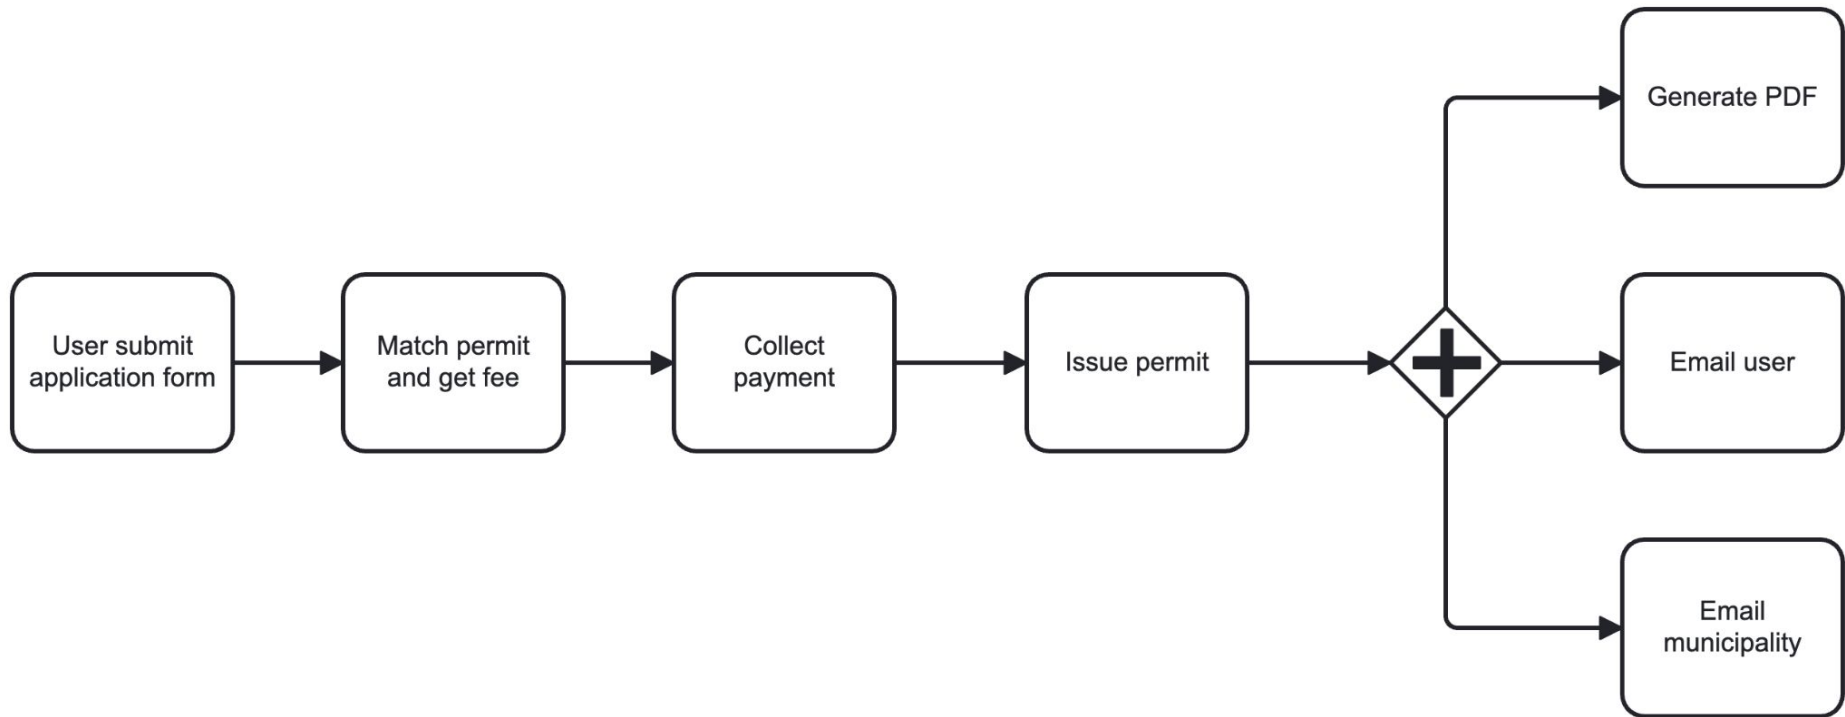 User submit
application form
Match permit
and get fee
Collect
payment
Issue permit
Generate PDF
Email user
Email
municipality